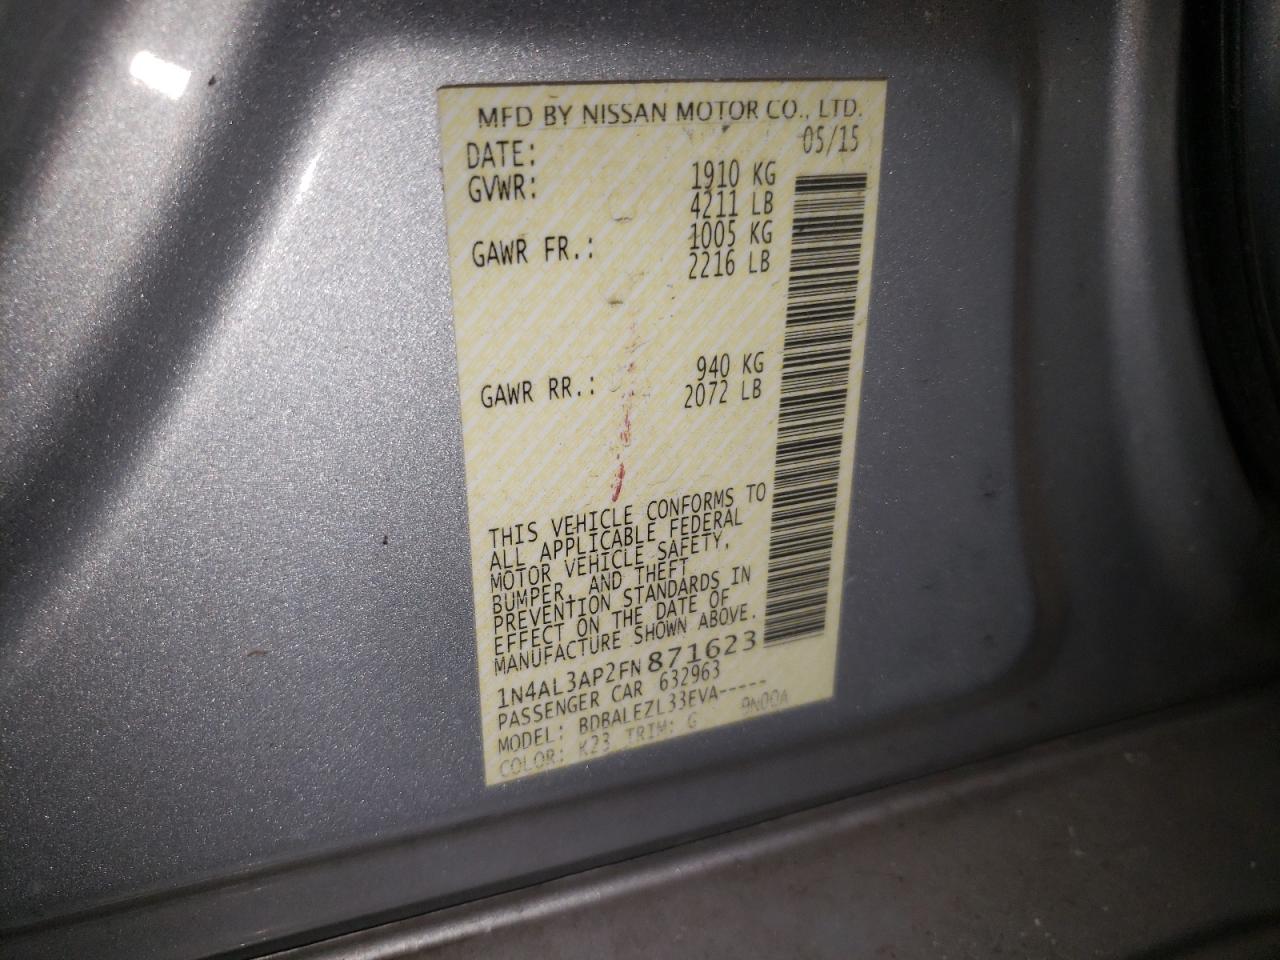 MFD BY NISSAN MOTOR CO., LTD.
DATE: 05/15
GVWR: 1910 KG
4211 LB
GAWR FR.: 1005 KG
2216 LB
GAWR RR.: 940 KG
2072 LB
THIS VEHICLE CONFORMS TO
ALL APPLICABLE FEDERAL
MOTOR VEHICLE SAFETY,
BUMPER, AND THEFT
PREVENTION STANDARDS IN
EFFECT ON THE DATE OF
MANUFACTURE SHOWN ABOVE.
1N4AL3AP2FN871623
PASSENGER CAR 632963
MODEL: BDBALEZL33EVA-----
COLOR: K23 TRIM: G 9N00A